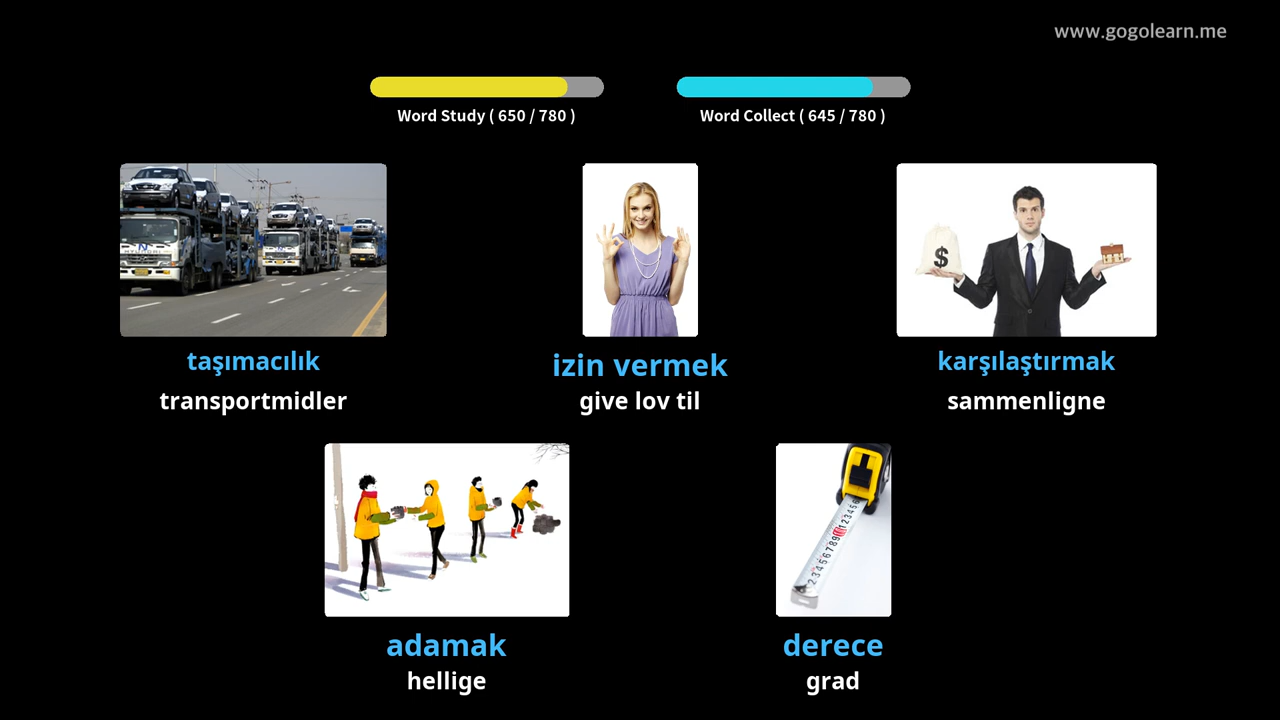 www.gogolearn.me
Word Study ( 650 / 780 )
Word Collect ( 645 / 780 )
taşımacılık
transportmidler
izin vermek
give lov til
karşılaştırmak
sammenligne
adamak
hellige
derece
grad